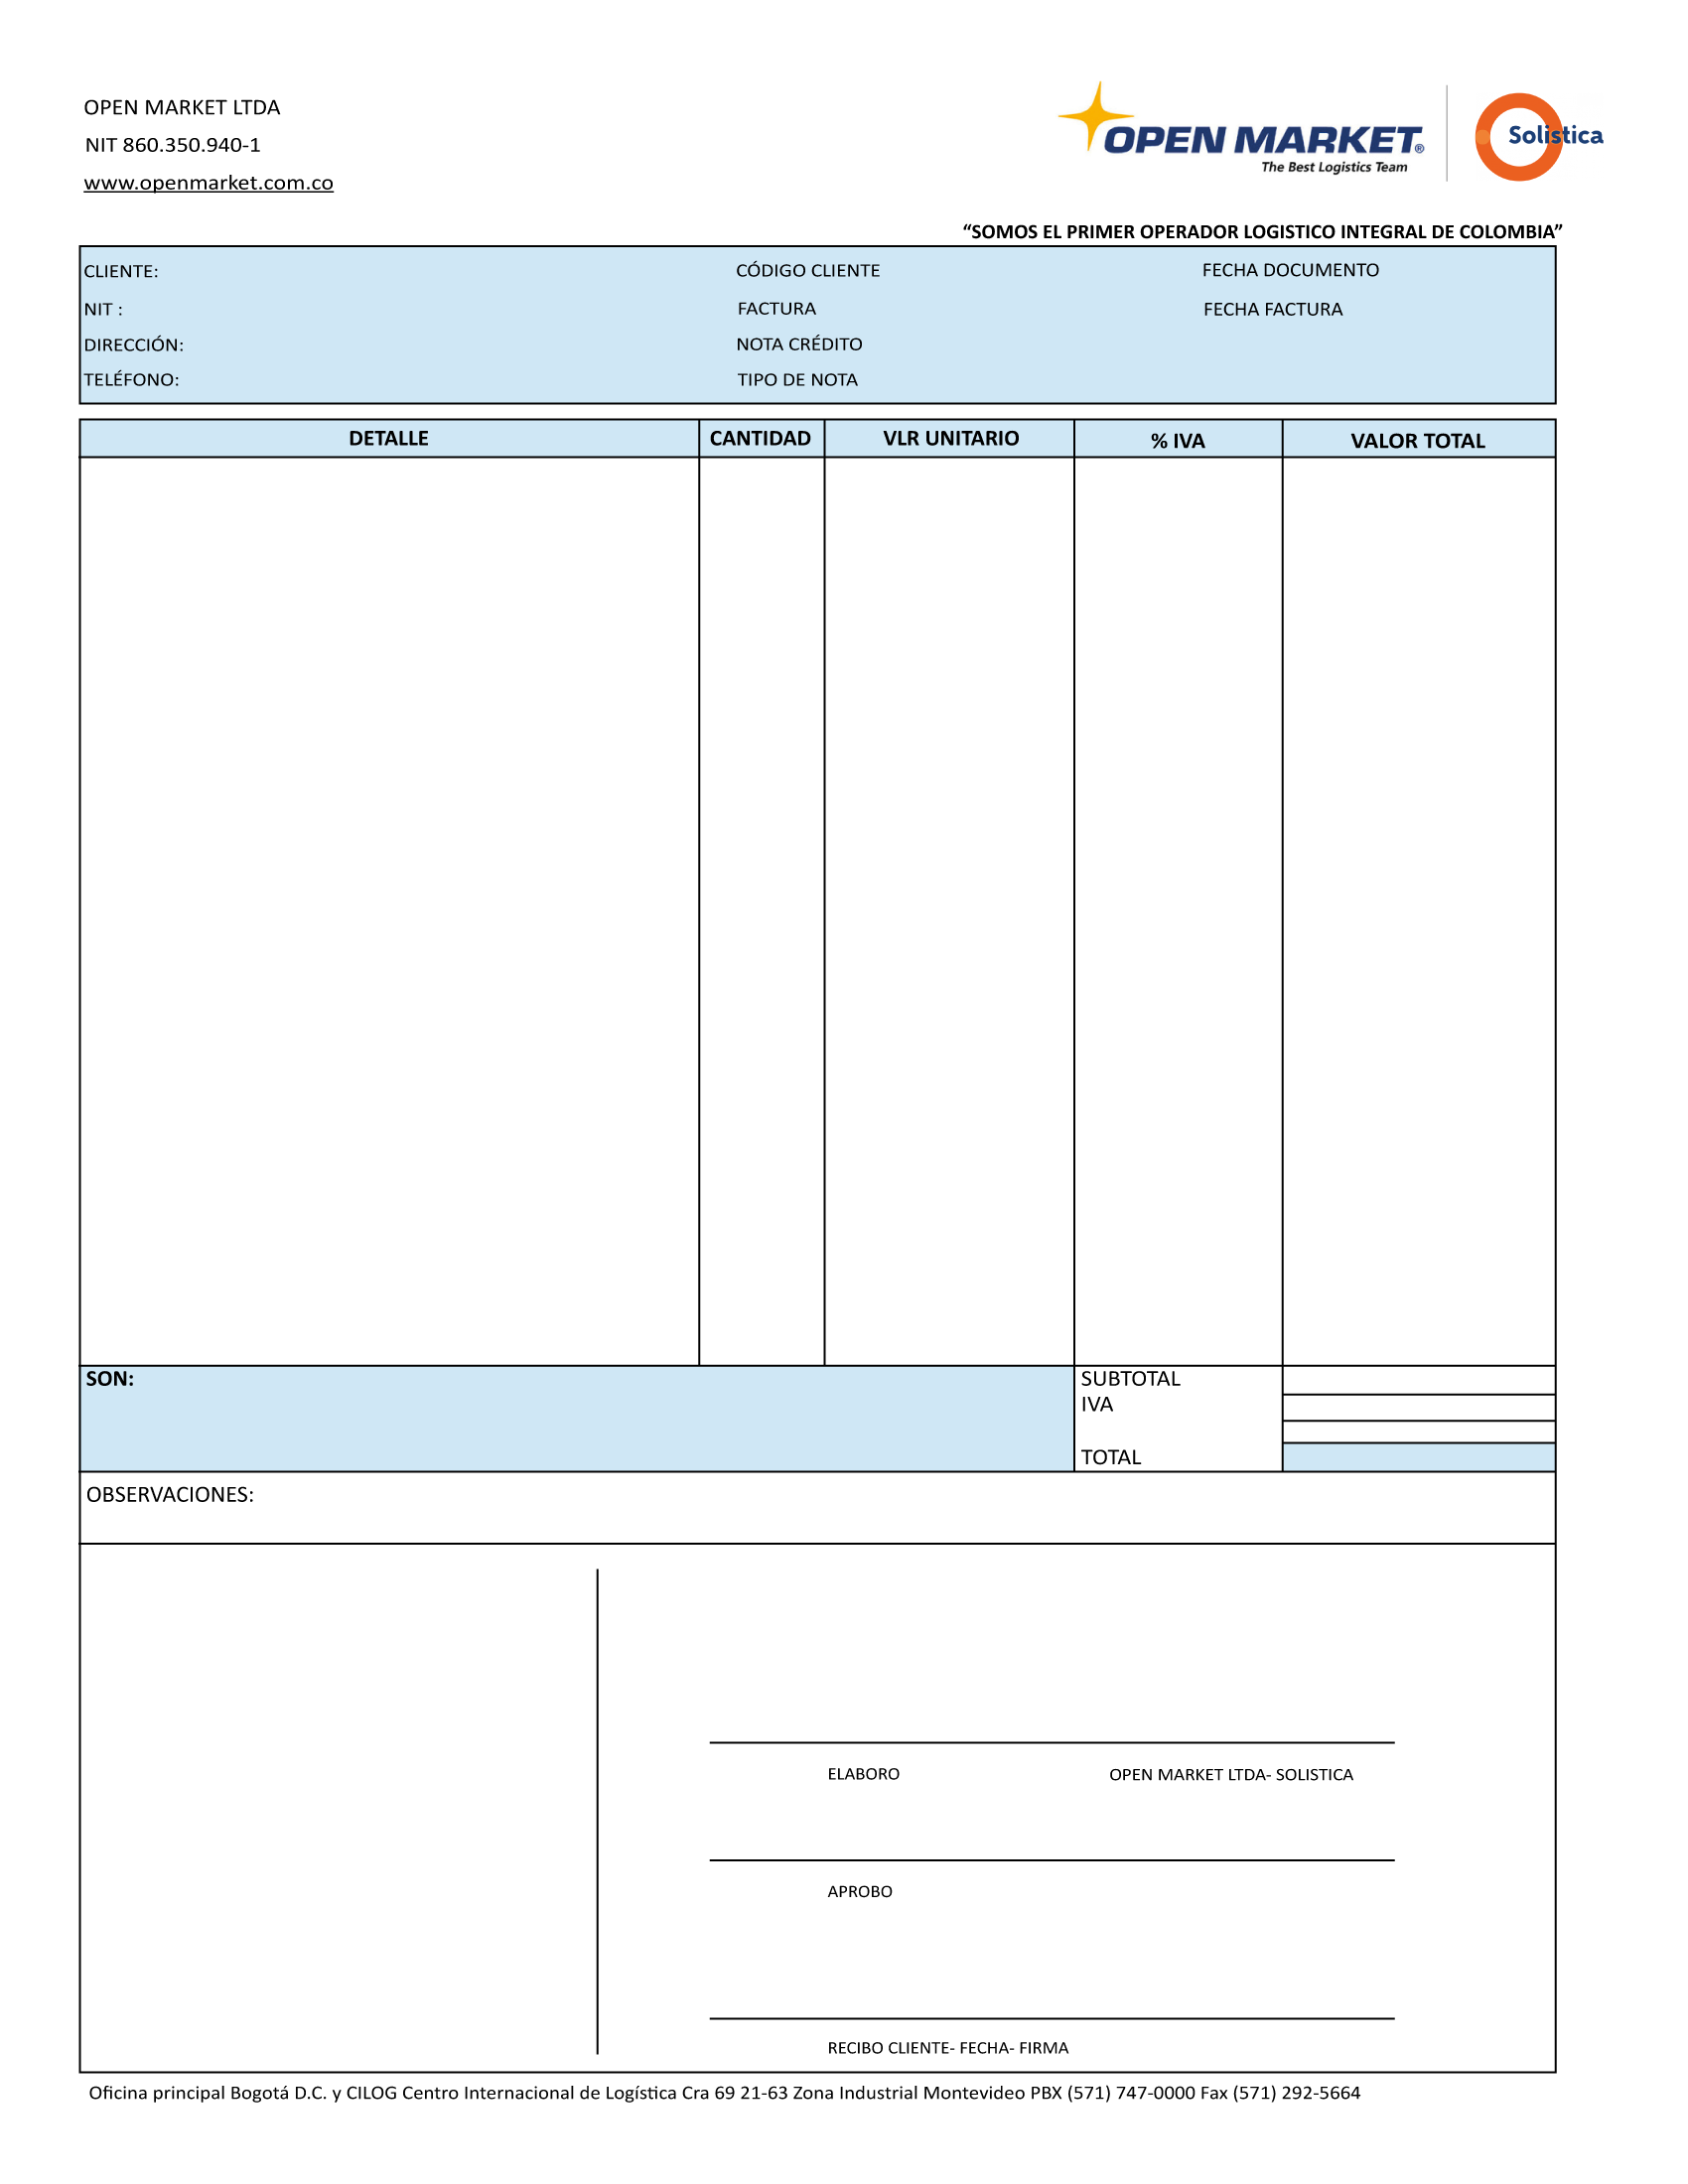 OPEN MARKET LTDA
NIT 860.350.940-1
www.openmarket.com.co
OPEN MARKET®
The Best Logistics Team
Solistica
“SOMOS EL PRIMER OPERADOR LOGISTICO INTEGRAL DE COLOMBIA”
CLIENTE: CÓDIGO CLIENTE FECHA DOCUMENTO
NIT : FACTURA FECHA FACTURA
DIRECCIÓN: NOTA CRÉDITO
TELÉFONO: TIPO DE NOTA
DETALLE CANTIDAD VLR UNITARIO % IVA VALOR TOTAL
SON: SUBTOTAL
IVA
TOTAL
OBSERVACIONES:
ELABORO OPEN MARKET LTDA- SOLISTICA
APROBO
RECIBO CLIENTE- FECHA- FIRMA
Oficina principal Bogotá D.C. y CILOG Centro Internacional de Logística Cra 69 21-63 Zona Industrial Montevideo PBX (571) 747-0000 Fax (571) 292-5664